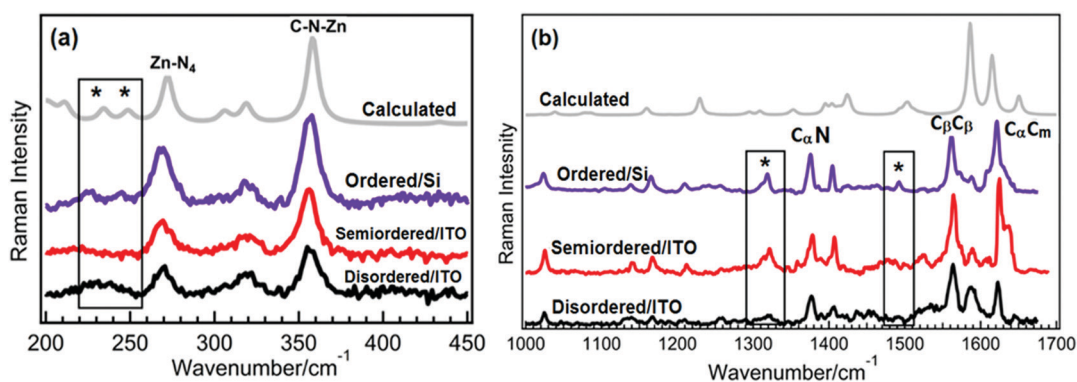 (a)
C-N-Zn
Zn-N₄
* *
Calculated
Ordered/Si
Semiordered/ITO
Disordered/ITO
Raman Intensity
200 250 300 350 400 450
Wavenumber/cm⁻¹
(b)
Calculated
CαN
CβCβ
CαCm
* *
Ordered/Si
Semiordered/ITO
Disordered/ITO
Raman Intesnity
1000 1100 1200 1300 1400 1500 1600 1700
Wavenumber/cm⁻¹